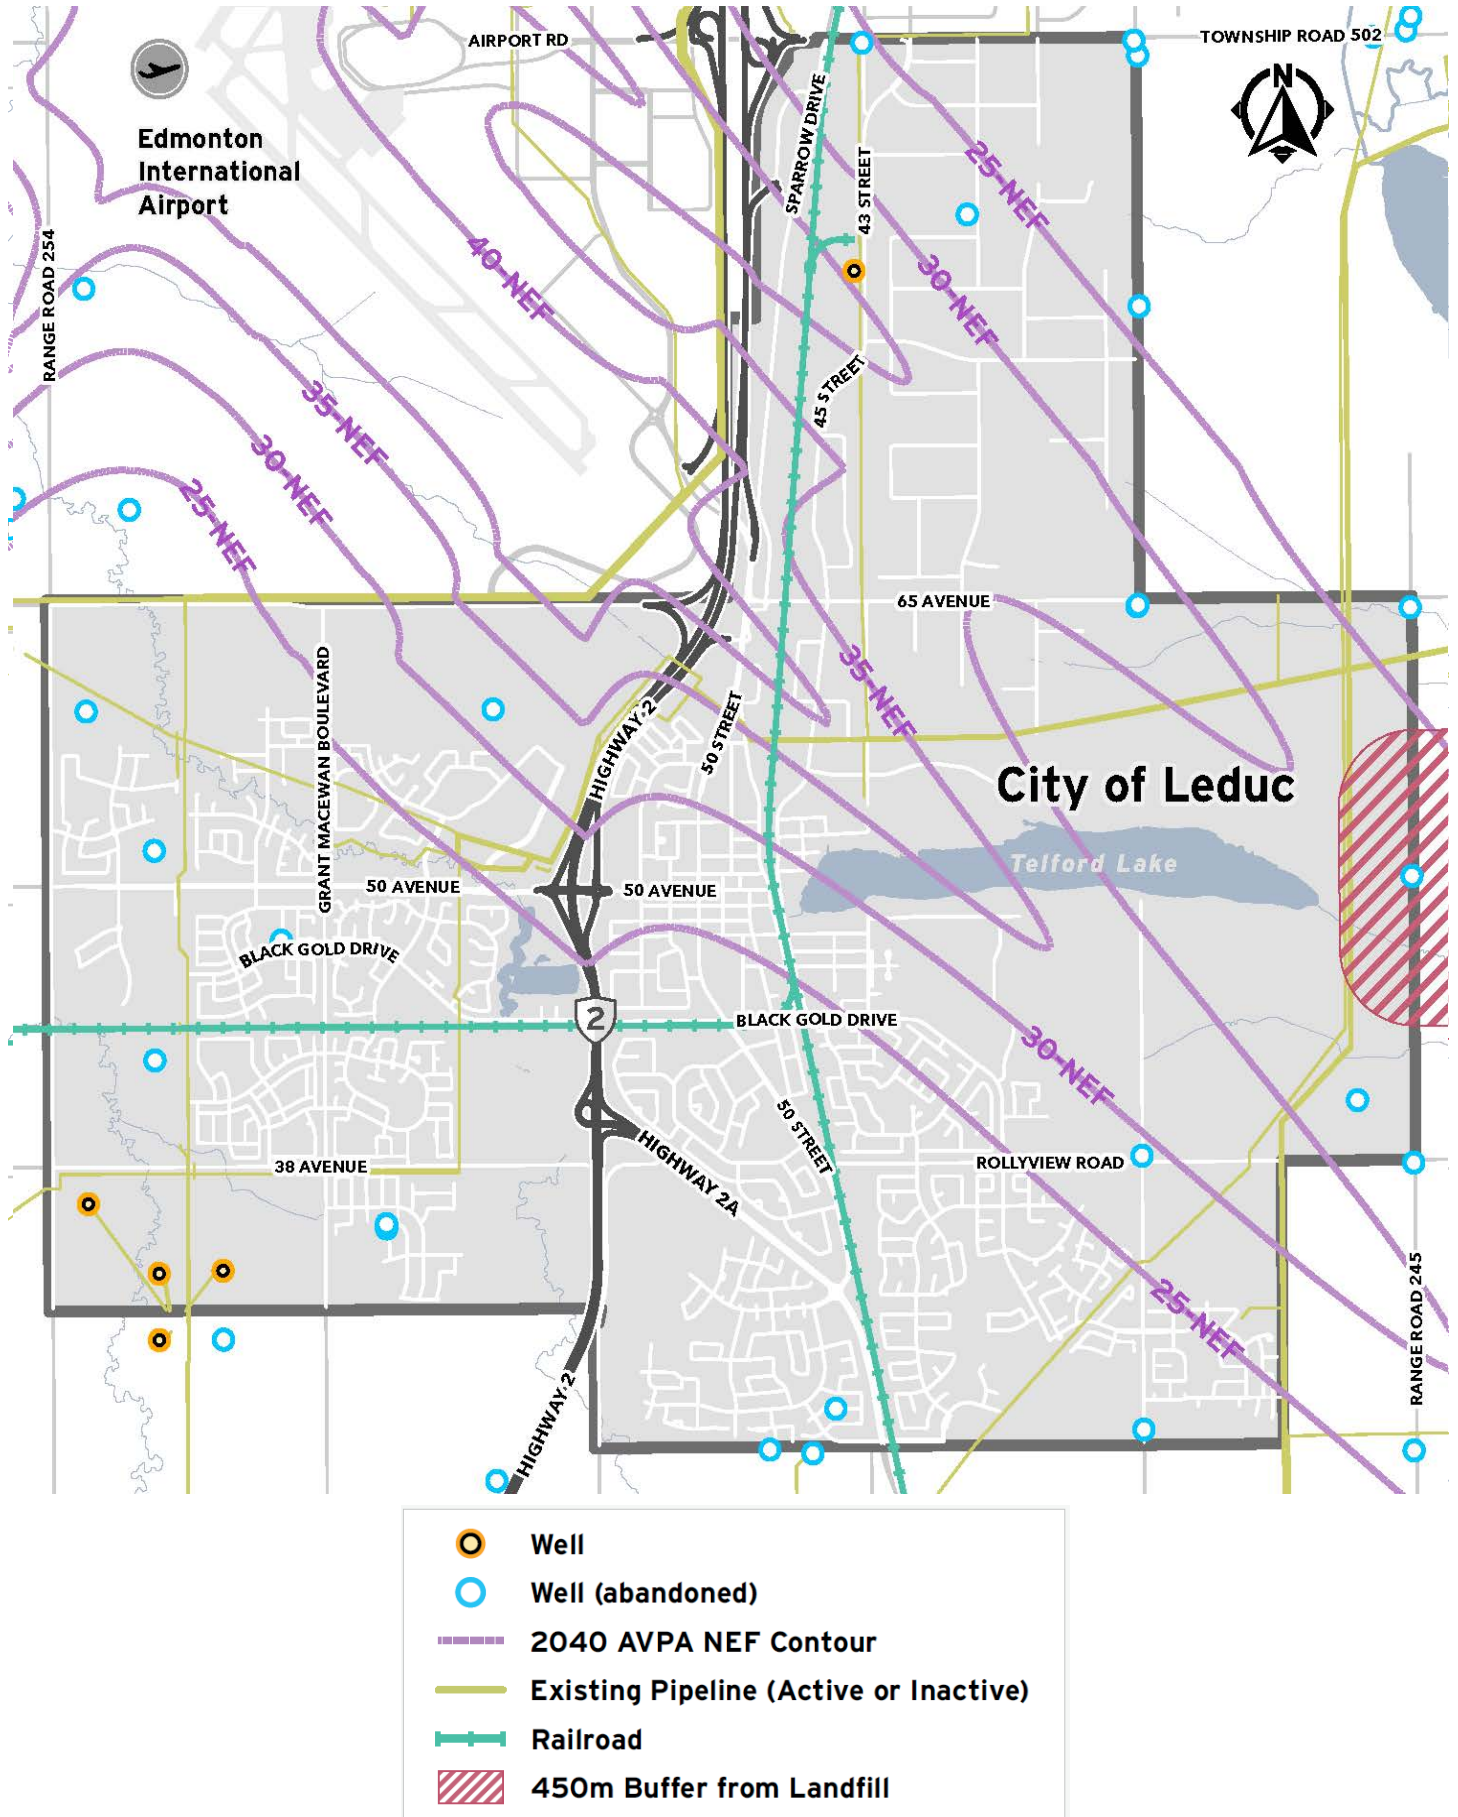 AIRPORT RD
TOWNSHIP ROAD 502
N
Edmonton
International
Airport
SPARROW DRIVE
43 STREET
25-NEF
RANGE ROAD 254
40-NEF
30-NEF
45 STREET
35-NEF
30-NEF
25-NEF
65 AVENUE
35-NEF
GRANT MACEWAN BOULEVARD
HIGHWAY 2
50 STREET
City of Leduc
Telford Lake
50 AVENUE
50 AVENUE
BLACK GOLD DRIVE
2
BLACK GOLD DRIVE
30-NEF
50 STREET
38 AVENUE
HIGHWAY 2A
ROLLYVIEW ROAD
25-NEF
RANGE ROAD 245
HIGHWAY 2
Well
Well (abandoned)
2040 AVPA NEF Contour
Existing Pipeline (Active or Inactive)
Railroad
450m Buffer from Landfill